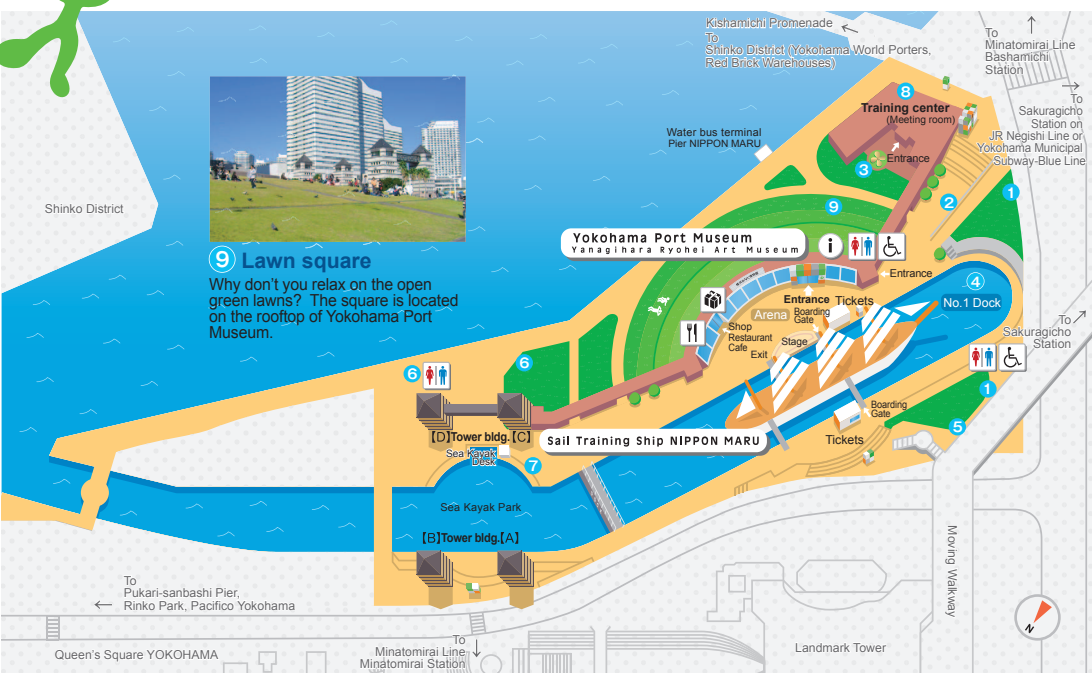 Kishamichi Promenade
To
Shinko District (Yokohama World Porters,
Red Brick Warehouses)
To
Minatomirai Line
Bashamichi
Station
To
Sakuragicho
Station on
JR Negishi Line or
Yokohama Municipal
Subway-Blue Line
8
Training center
(Meeting room)
Entrance
3
Water bus terminal
Pier NIPPON MARU
1
2
9
Shinko District
9 Lawn square
Why don't you relax on the open
green lawns? The square is located
on the rooftop of Yokohama Port
Museum.
Yokohama Port Museum
Yanagihara Ryohei Art Museum
i
Entrance
4
No.1 Dock
Entrance
Tickets
Arena
Boarding
Gate
Shop
Restaurant
Cafe
Exit
Stage
To
Sakuragicho
Station
6
6
1
Boarding
Gate
5
Tickets
[D]Tower bldg.[C]
Sail Training Ship NIPPON MARU
Sea Kayak
Desk
7
Sea Kayak Park
[B]Tower bldg.[A]
Moving Walkway
To
Pukari-sanbashi Pier,
Rinko Park, Pacifico Yokohama
Queen's Square YOKOHAMA
To
Minatomirai Line
Minatomirai Station
Landmark Tower
N